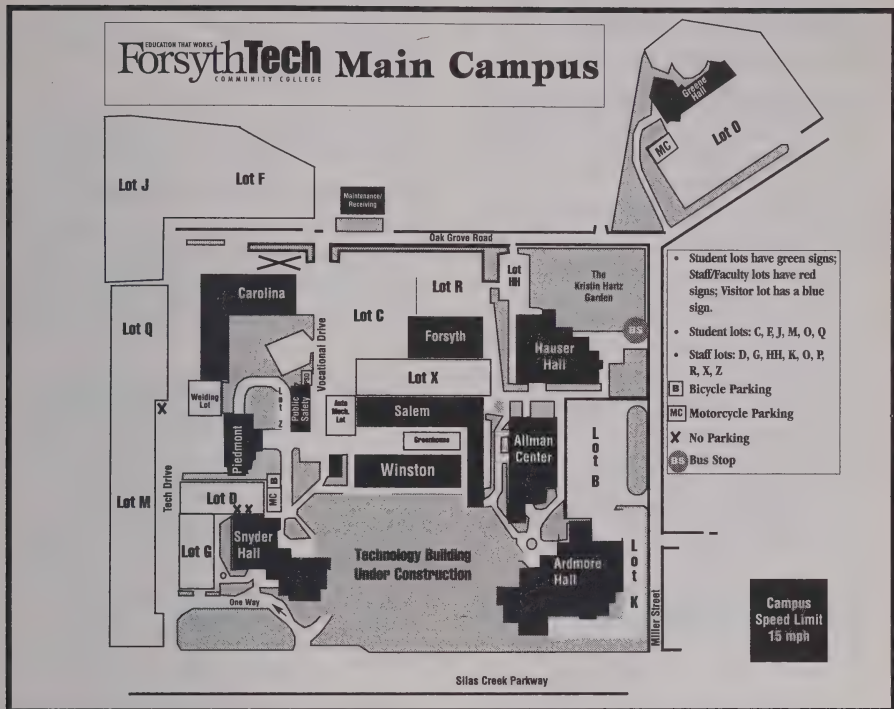 EDUCATION THAT WORKS
ForsythTech
COMMUNITY COLLEGE
Main Campus
Greene
Hall
Lot O
MC
Lot J
Lot F
Maintenance/
Receiving
Oak Grove Road
Lot
HH
The
Kristin Hartz
Garden
BS
Carolina
Lot R
Lot Q
Lot C
Forsyth
Hauser
Hall
Vocational Drive
Lot X
Welding
Lot
Lot
Z
Public
Safety
Auto
Mech.
Lot
Salem
X
Piedmont
Greenhouse
Allman
Center
Lot B
Winston
Tech Drive
Lot M
Lot D
B
MC
X X
Lot G
Snyder
Hall
Technology Building
Under Construction
Ardmore
Hall
Lot K
One Way
Miller Street
Silas Creek Parkway
• Student lots have green signs;
Staff/Faculty lots have red
signs; Visitor lot has a blue
sign.
• Student lots: C, F, J, M, O, Q
• Staff lots: D, G, HH, K, O, P,
R, X, Z
B Bicycle Parking
MC Motorcycle Parking
X No Parking
BS Bus Stop
Campus
Speed Limit
15 mph